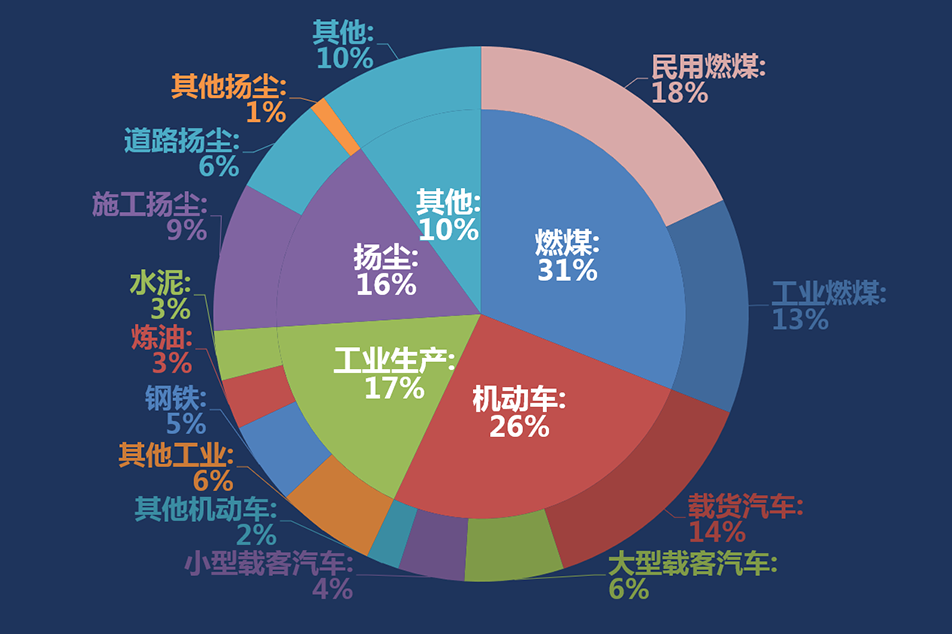 其他:
10%
民用燃煤:
18%
其他扬尘:
1%
道路扬尘:
6%
施工扬尘:
9%
其他:
10%
燃煤:
31%
扬尘:
16%
水泥:
3%
工业燃煤:
13%
炼油:
3%
工业生产:
17%
机动车:
26%
钢铁:
5%
其他工业:
6%
其他机动车:
2%
载货汽车:
14%
小型载客汽车:
4%
大型载客汽车:
6%